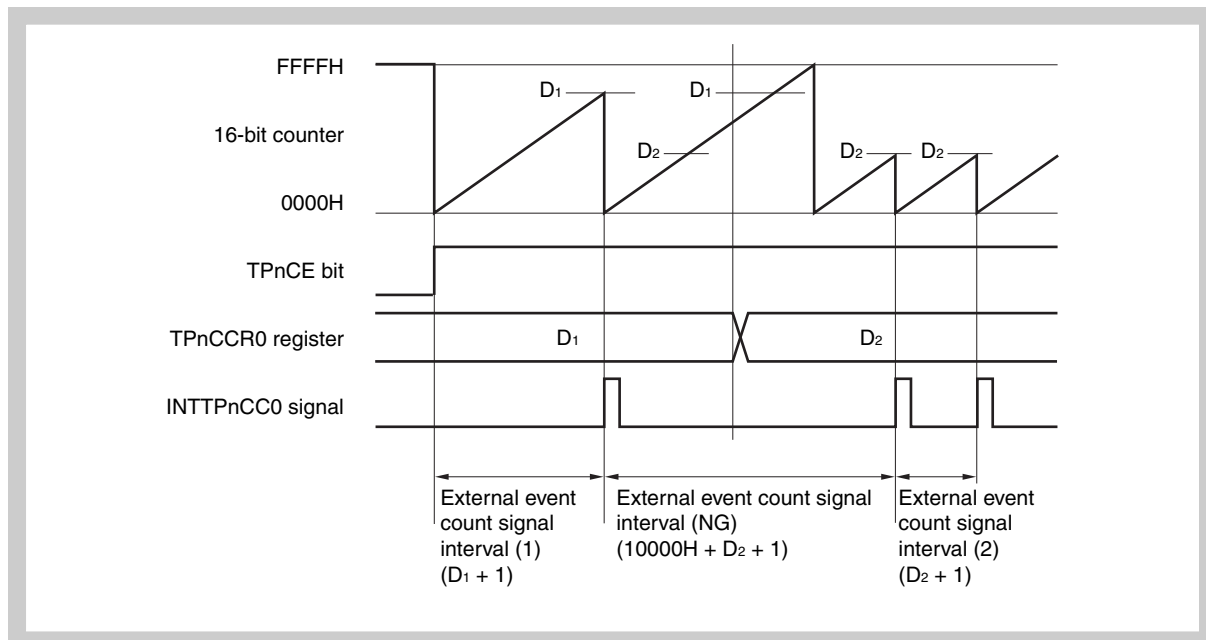 FFFFH
D1
D1
16-bit counter
D2
D2
D2
0000H
TPnCE bit
TPnCCR0 register
D1
D2
INTTPnCC0 signal
External event
count signal
interval (1)
(D1 + 1)
External event count signal
interval (NG)
(10000H + D2 + 1)
External event
count signal
interval (2)
(D2 + 1)